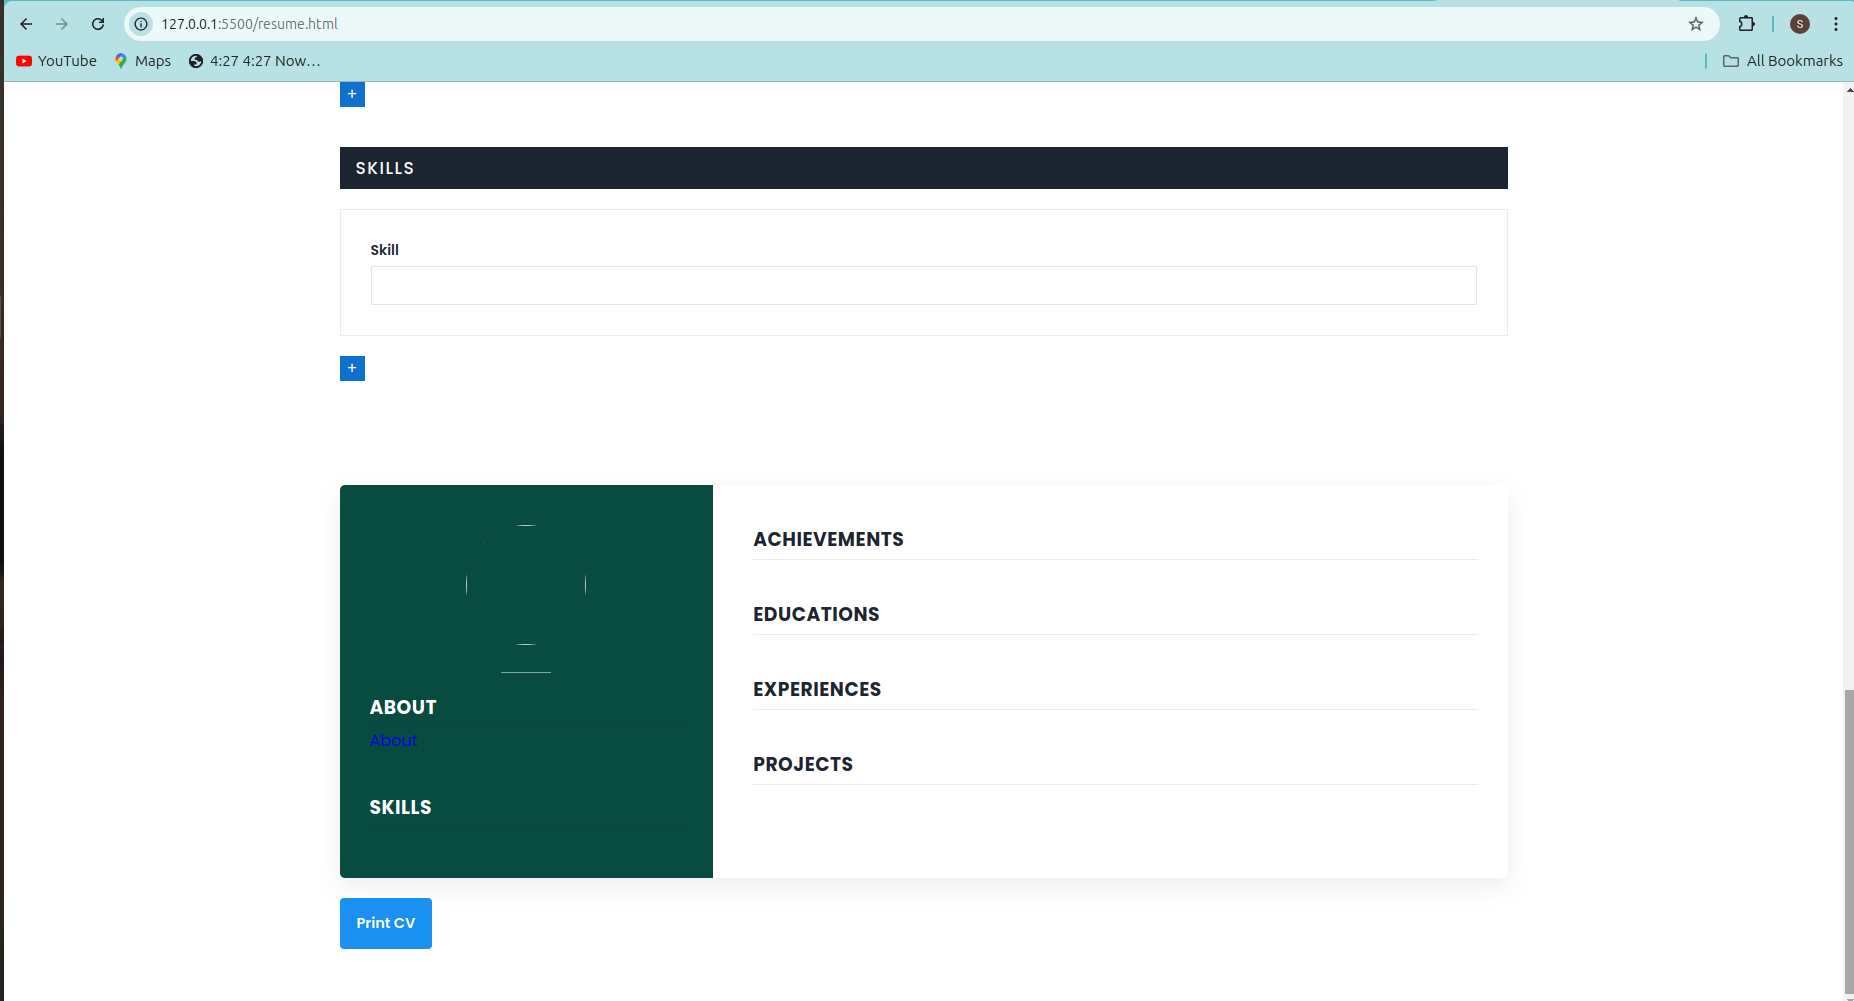 127.0.0.1:5500/resume.html
S
YouTube
Maps
4:27 4:27 Now...
All Bookmarks
+
SKILLS
Skill
+
ABOUT
About
SKILLS
ACHIEVEMENTS
EDUCATIONS
EXPERIENCES
PROJECTS
Print CV